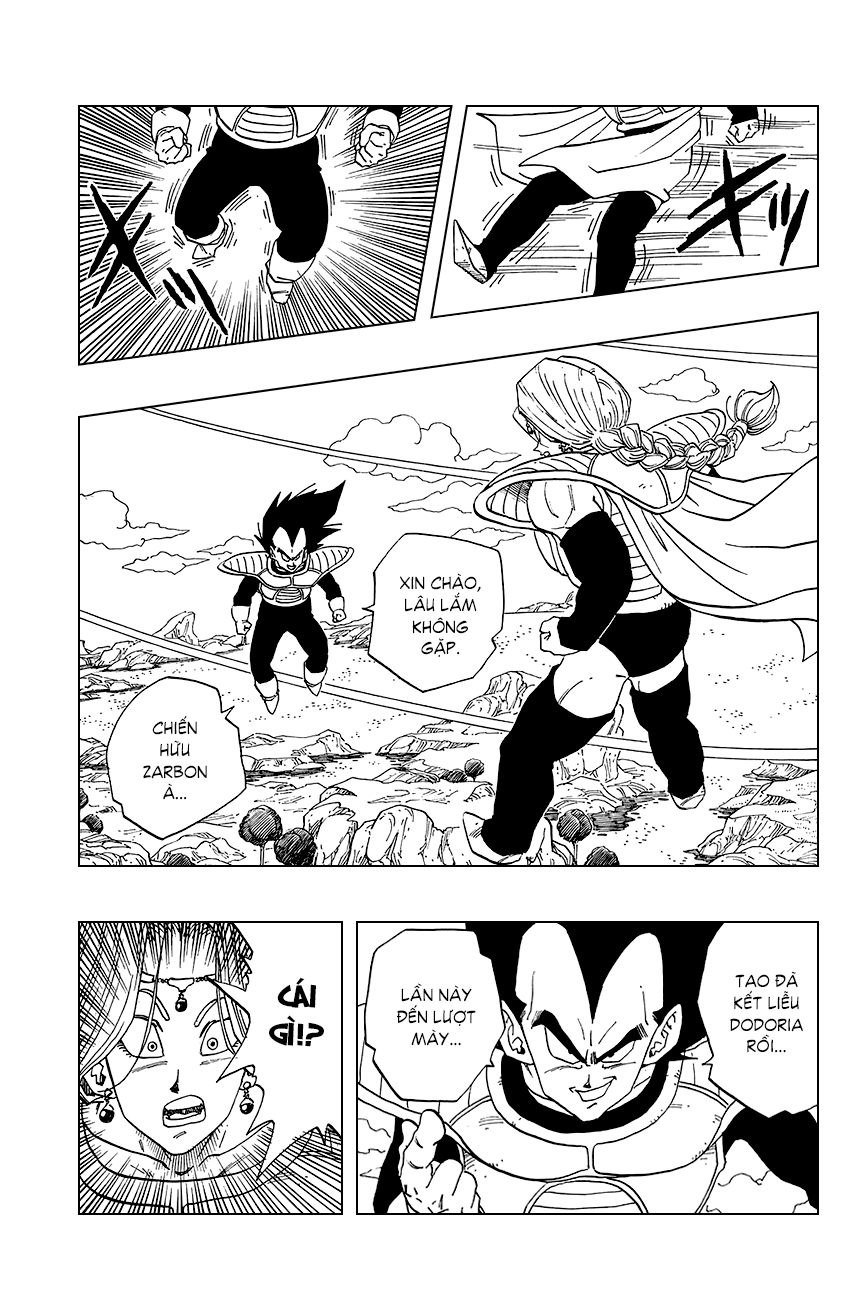 XIN CHÀO,
LÂU LẮM
KHÔNG
GẶP.
CHIẾN
HỮU
ZARBON
À...
TAO ĐÃ
KẾT LIỄU
DODORIA
RỒI...
LẦN NÀY
ĐẾN LƯỢT
MÀY...
CÁI
GÌ!?